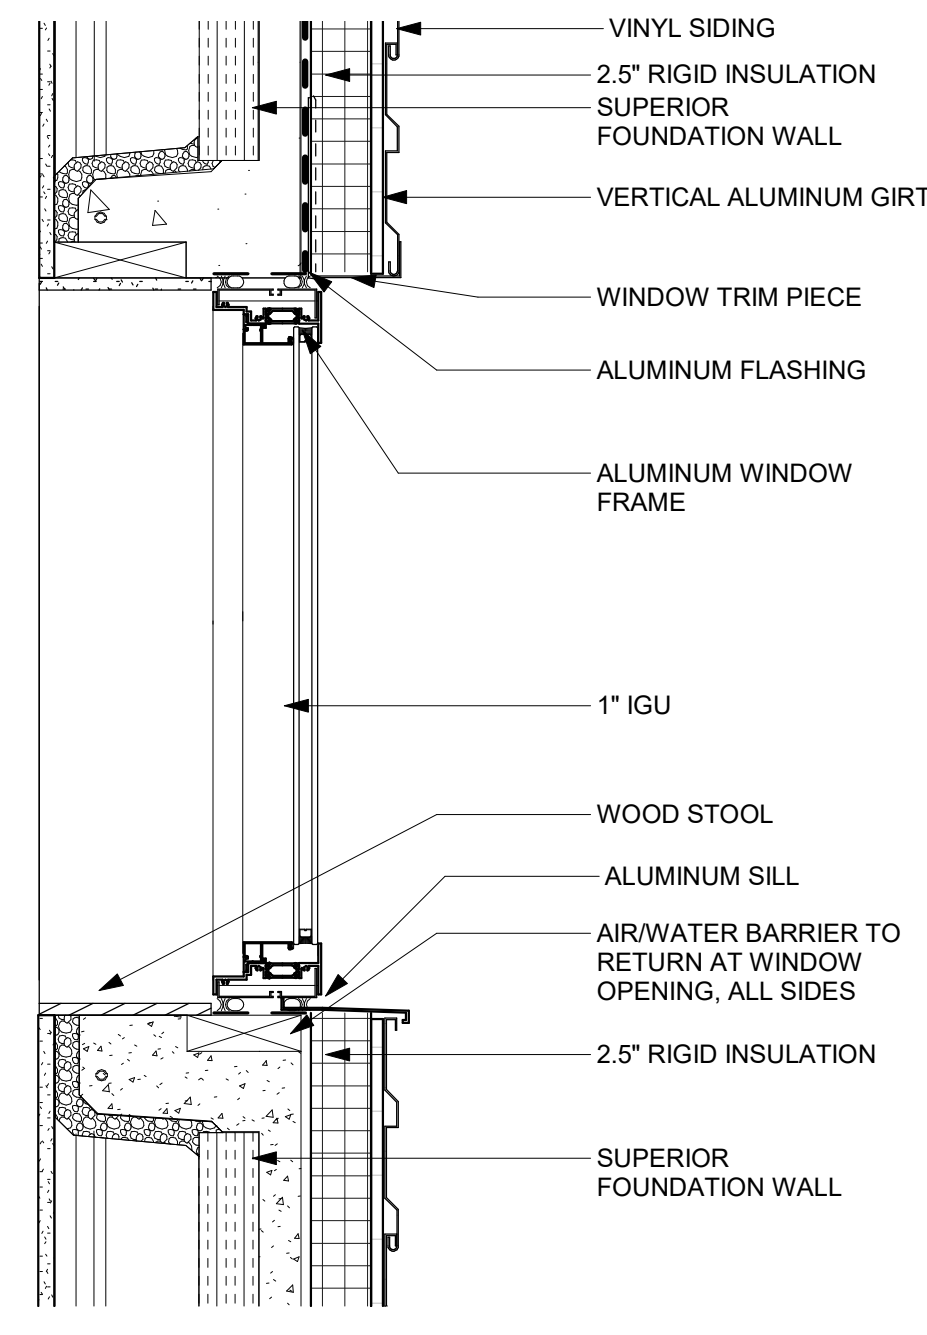 VINYL SIDING
2.5" RIGID INSULATION
SUPERIOR
FOUNDATION WALL
VERTICAL ALUMINUM GIRT
WINDOW TRIM PIECE
ALUMINUM FLASHING
ALUMINUM WINDOW
FRAME
1" IGU
WOOD STOOL
ALUMINUM SILL
AIR/WATER BARRIER TO
RETURN AT WINDOW
OPENING, ALL SIDES
2.5" RIGID INSULATION
SUPERIOR
FOUNDATION WALL